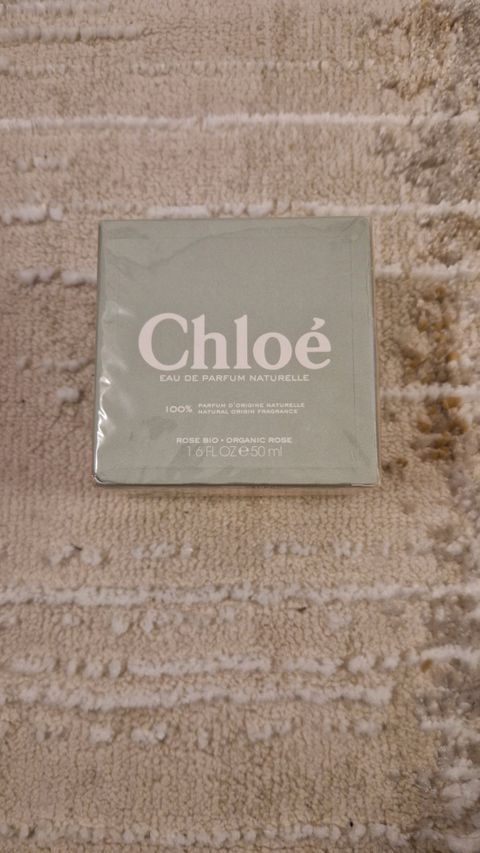 Chloé
EAU DE PARFUM NATURELLE
100% PARFUM D'ORIGINE NATURELLE
NATURAL ORIGIN FRAGRANCE
ROSE BIO • ORGANIC ROSE
1.6 FL.OZ ℮ 50 ml